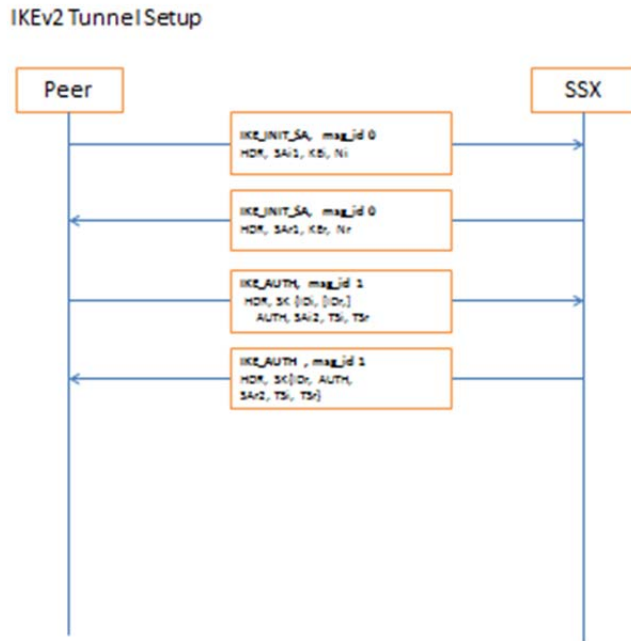 IKEv2 Tunnel Setup
Peer
SSX
IKE_INIT_SA, msg_id 0
HDR, SAi1, KEi, Ni
IKE_INIT_SA, msg_id 0
HDR, SAr1, KEr, Nr
IKE_AUTH, msg_id 1
HDR, SK {IDi, [IDr,]
AUTH, SAi2, TSi, TSr
IKE_AUTH , msg_id 1
HDR, SK{IDr, AUTH,
SAr2, TSi, TSr}